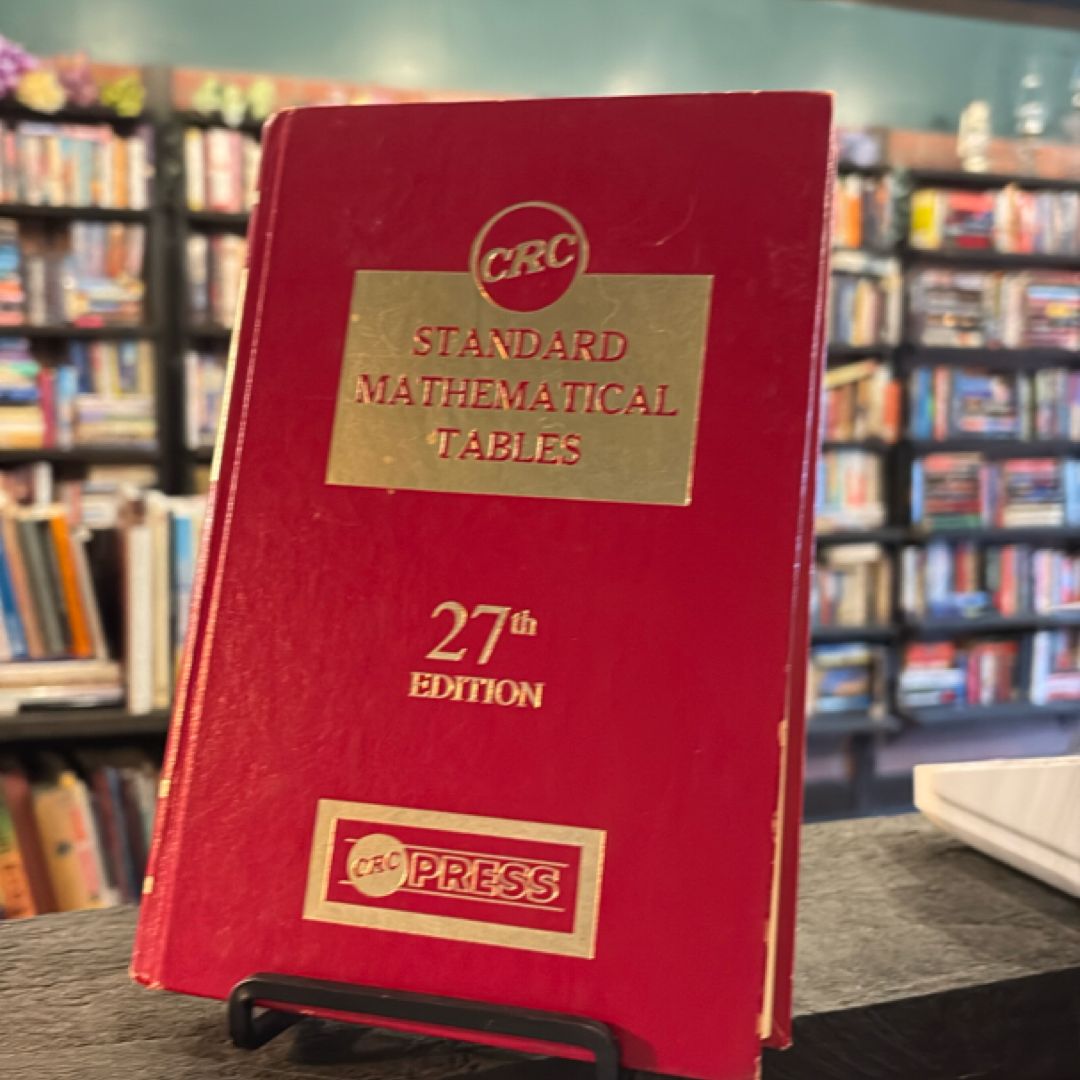 CRC
STANDARD
MATHEMATICAL
TABLES
27th
EDITION
CRC PRESS